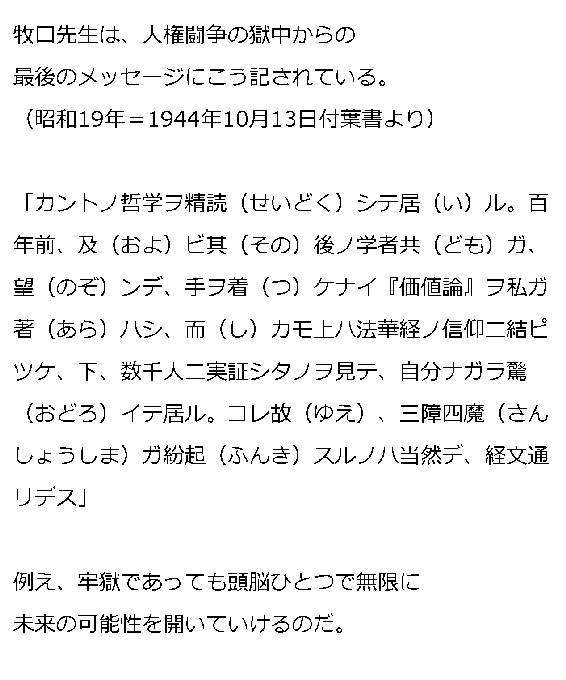 牧口先生は、人権闘争の獄中からの
最後のメッセージにこう記されている。
（昭和19年＝1944年10月13日付葉書より）
「カントノ哲学ヲ精読（せいどく）シテ居（い）ル。百
年前、及（およ）ビ其（その）後ノ学者共（ども）ガ、
望（のぞ）ンデ、手ヲ着（つ）ケナイ『価値論』ヲ私ガ
著（あら）ハシ、而（し）カモ上ハ法華経ノ信仰ニ結ビ
ツケ、下、数千人ニ実証シタノヲ見テ、自分ナガラ驚
（おどろ）イテ居ル。コレ故（ゆえ）、三障四魔（さん
しょうしま）ガ紛起（ふんき）スルノハ当然デ、経文通
リデス」
例え、牢獄であっても頭脳ひとつで無限に
未来の可能性を開いていけるのだ。